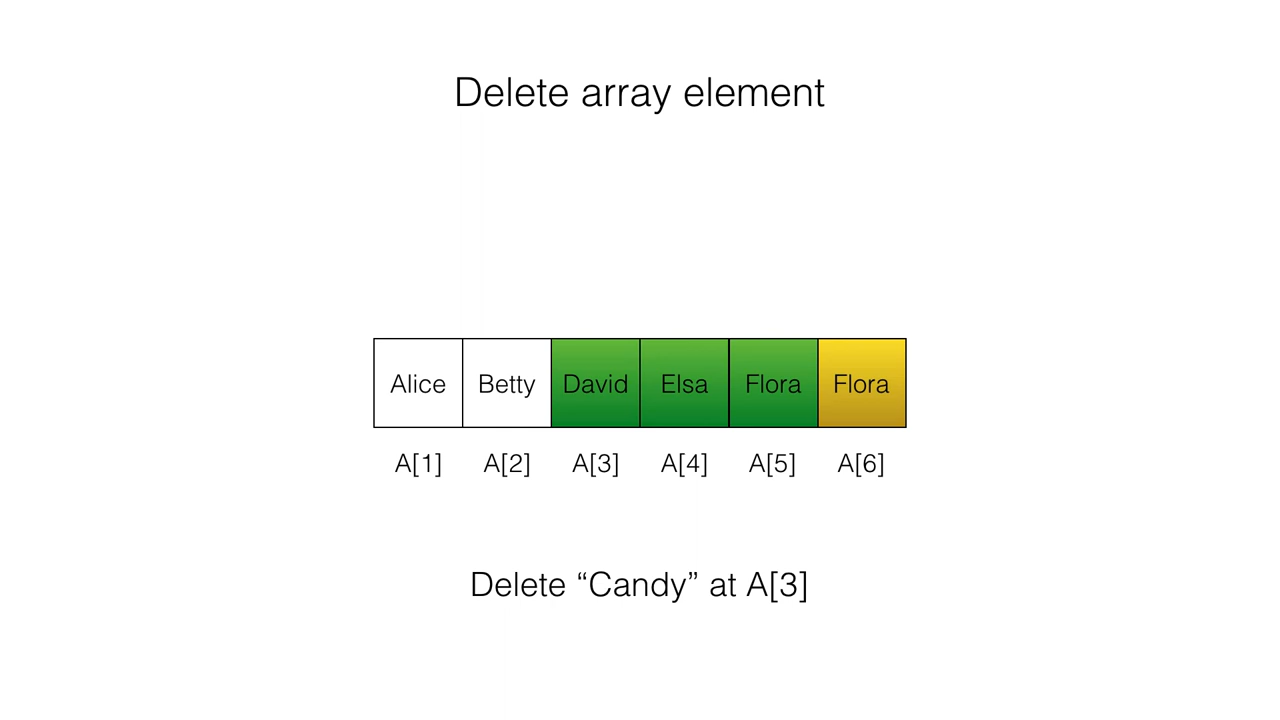 Delete array element
Alice Betty David Elsa Flora Flora
A[1] A[2] A[3] A[4] A[5] A[6]
Delete “Candy” at A[3]